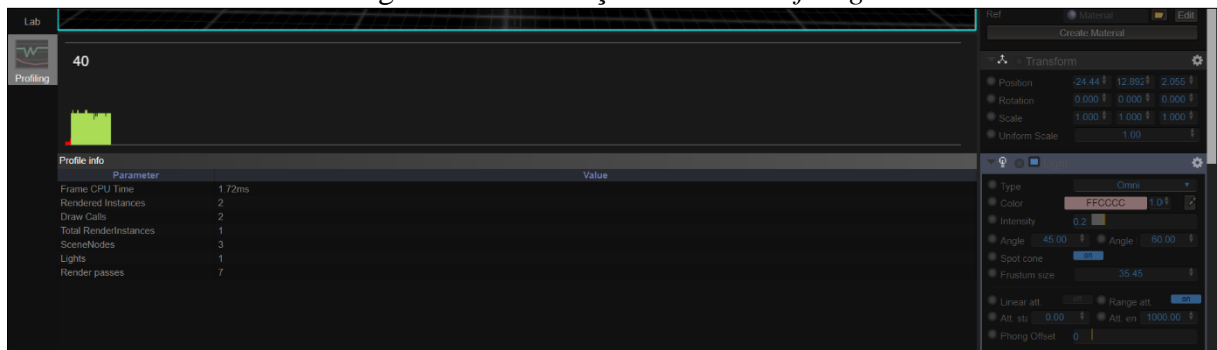 Lab
Profiling
40
Profile info
Parameter Value
Frame CPU Time 1.72ms
Rendered Instances 2
Draw Calls 2
Total RenderInstances 1
SceneNodes 3
Lights 1
Render passes 7
Ref Material Edit
Create Material
Transform
Position -24.44 12.892 2.055
Rotation 0.000 0.000 0.000
Scale 1.000 1.000 1.000
Uniform Scale 1.00
Light
Type Omni
Color FFCCCC 1.0
Intensity 0.2
Angle 45.00 Angle 60.00
Spot cone on
Frustum size 35.45
Linear att. off Range att. on
Att. sta 0.00 Att. en 1000.00
Phong Offset 0